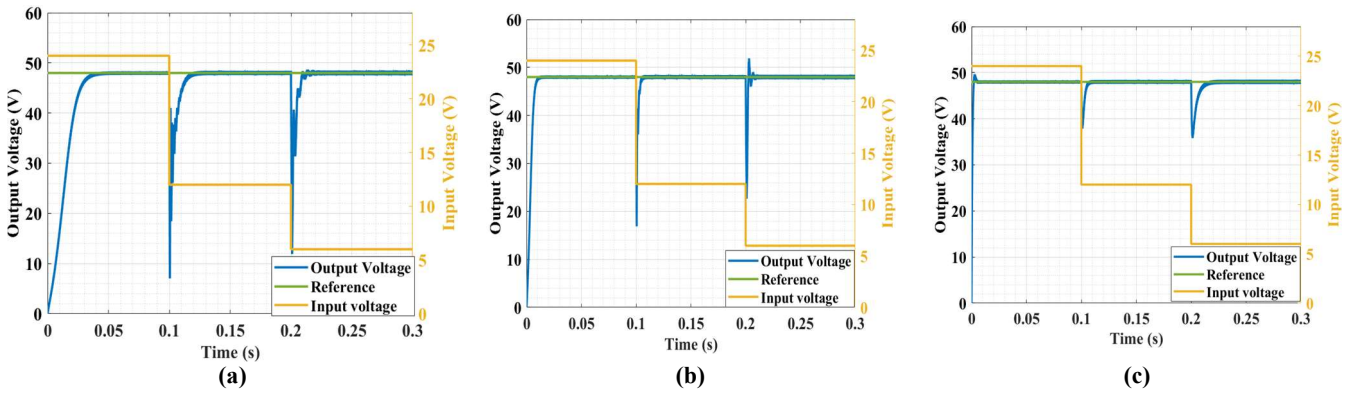 60
50
40
30
20
10
0
Output Voltage (V)
25
20
15
10
5
0
Input Voltage (V)
Output Voltage
Reference
Input voltage
0
0.05
0.1
0.15
0.2
0.25
0.3
Time (s)
(a)
60
50
40
30
20
10
0
Output Voltage (V)
25
20
15
10
5
0
Input Voltage (V)
Output Voltage
Reference
Input voltage
0
0.05
0.1
0.15
0.2
0.25
0.3
Time (s)
(b)
60
50
40
30
20
10
0
Output Voltage (V)
25
20
15
10
5
0
Input Voltage (V)
Output Voltage
Reference
Input voltage
0
0.05
0.1
0.15
0.2
0.25
0.3
Time (s)
(c)